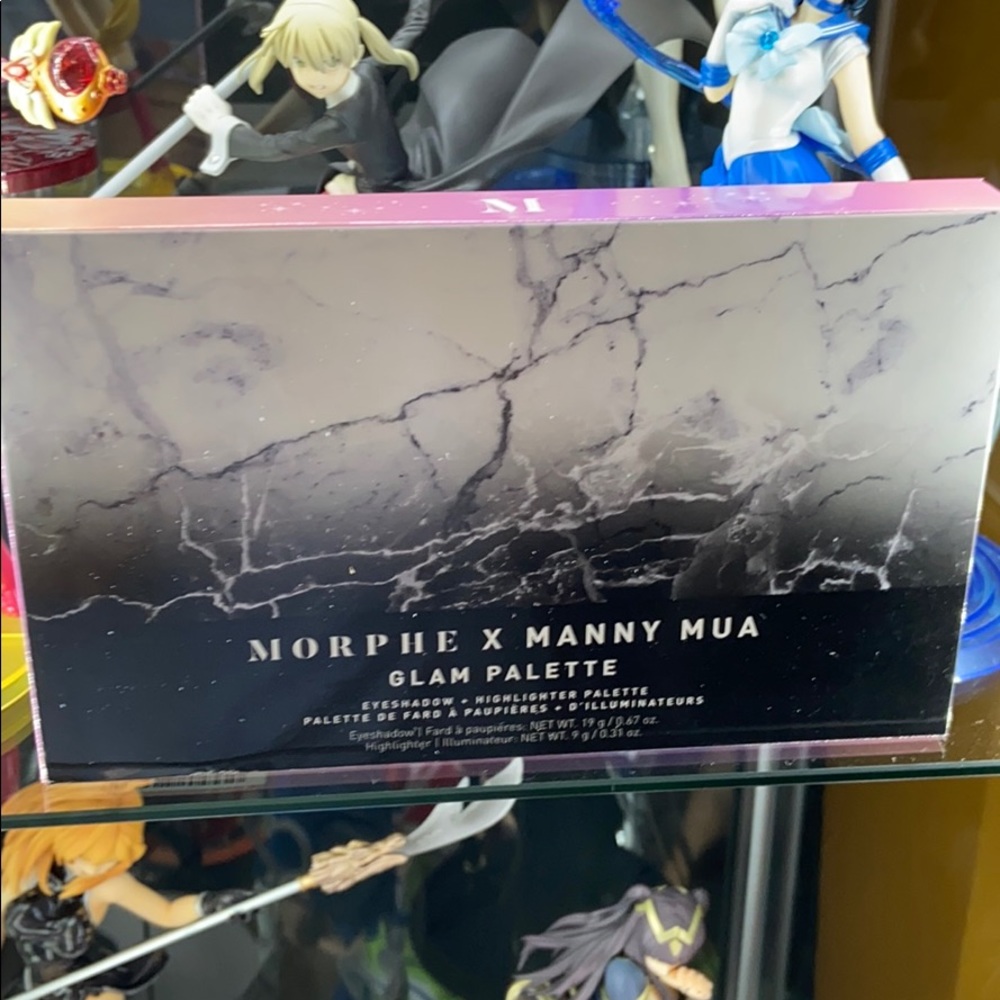 M
MORPHE X MANNY MUA
GLAM PALETTE
EYESHADOW + HIGHLIGHTER PALETTE
PALETTE DE FARD À PAUPIÈRES + D'ILLUMINATEURS
Eyeshadow | Fard à paupières: NET WT. 19 g / 0.67 oz.
Highlighter | Illuminateur: NET WT. 9 g / 0.31 oz.